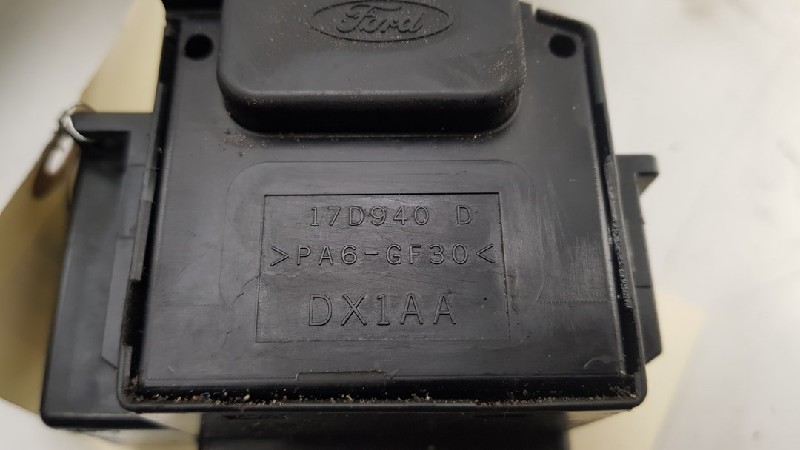 Ford
17D940 D
>PA6-GF30<
DX1AA